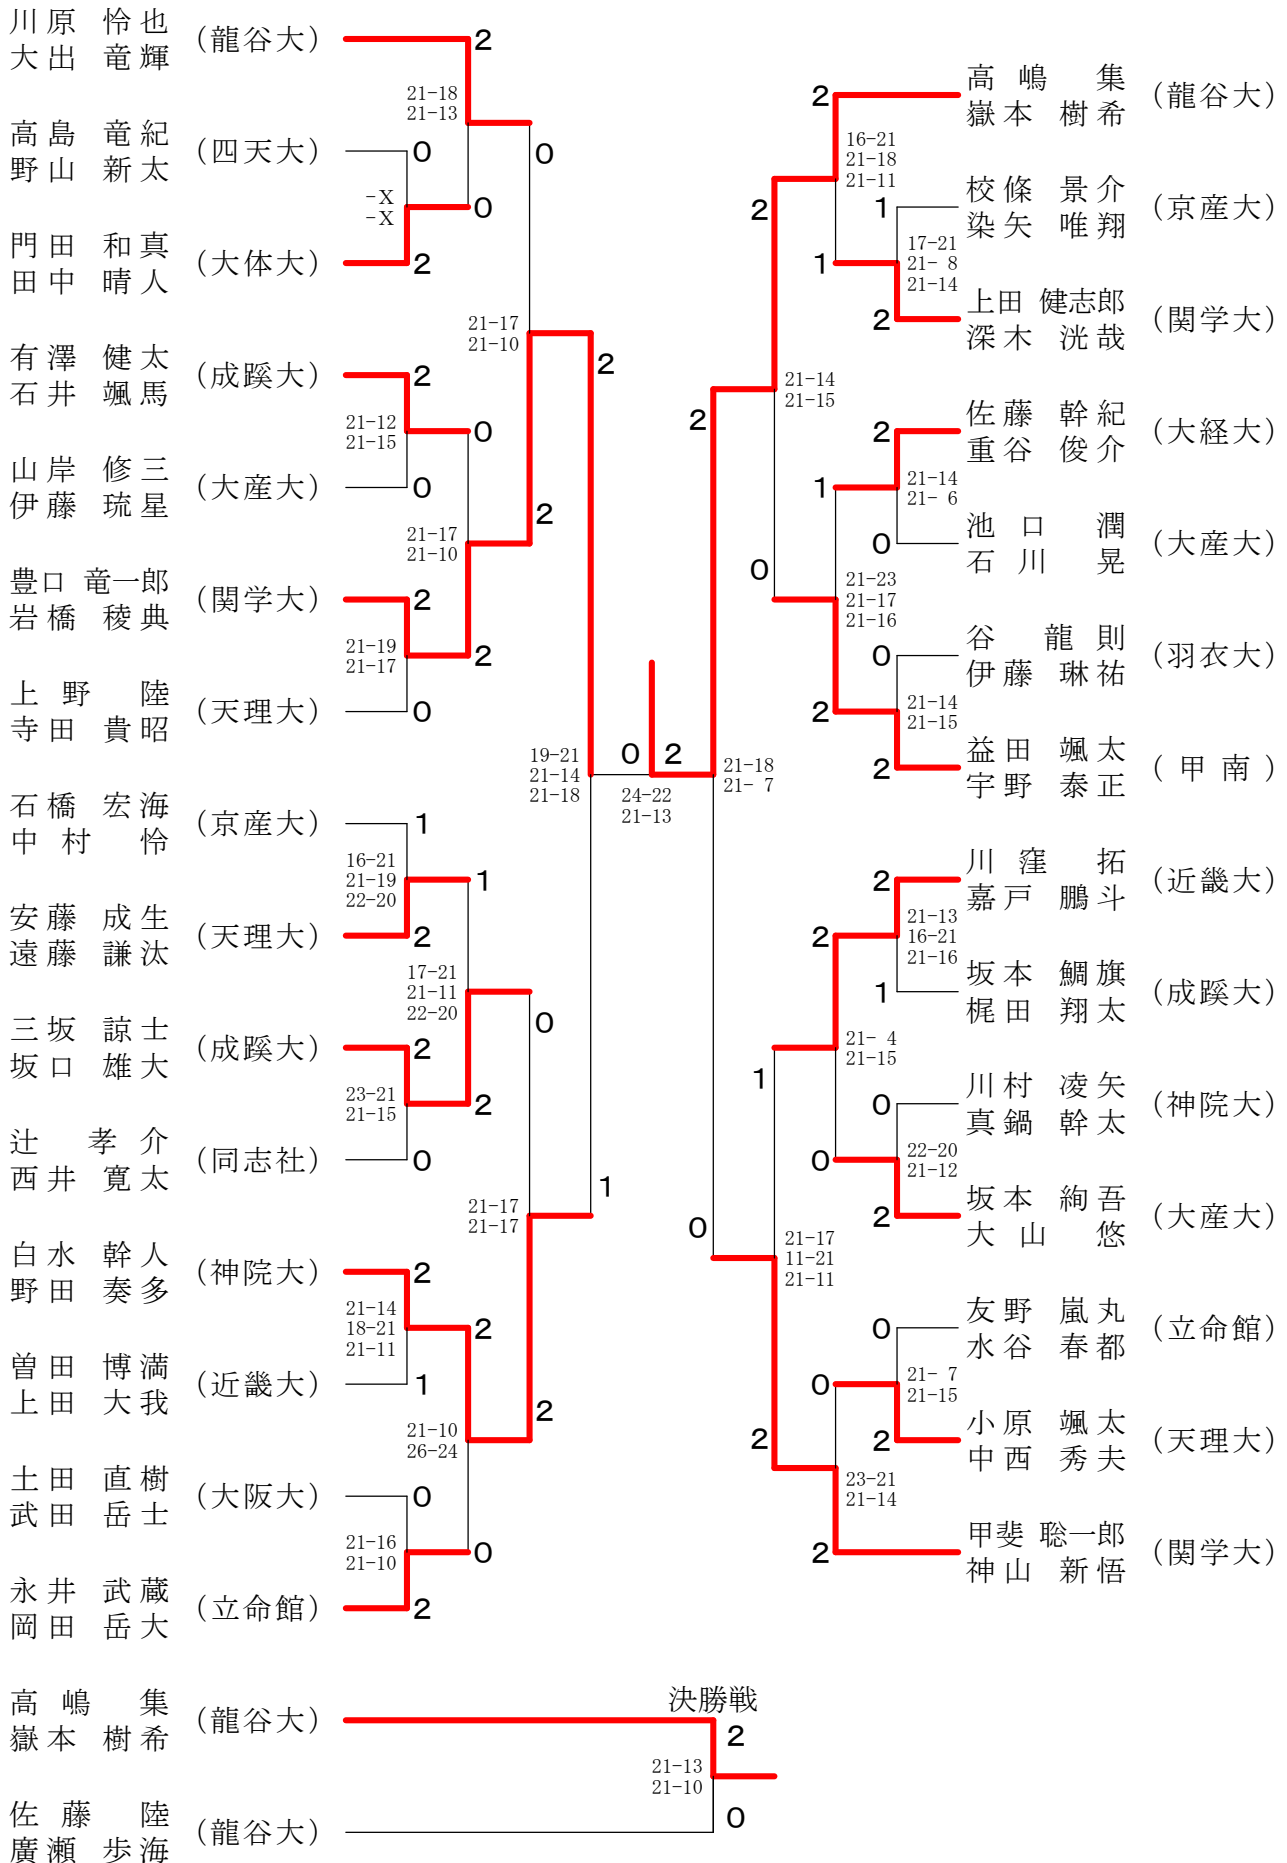 川原 怜也
大出 竜輝
(龍谷大)
2
21-18
21-13
高島 竜紀
野山 新太
(四天大)
0
0
-X
-X
0
門田 和真
田中 晴人
(大体大)
2
21-17
21-10
2
有澤 健太
石井 颯馬
(成蹊大)
2
21-12
21-15
0
山岸 修三
伊藤 琉星
(大産大)
0
2
21-17
21-10
豊口 竜一郎
岩橋 稜典
(関学大)
2
21-19
21-17
2
上野 陸
寺田 貴昭
(天理大)
0
19-21
21-14
21-18
石橋 宏海
中村 怜
(京産大)
1
16-21
21-19
22-20
1
安藤 成生
遠藤 謙汰
(天理大)
2
17-21
21-11
22-20
0
三坂 諒士
坂口 雄大
(成蹊大)
2
23-21
21-15
2
辻 孝介
西井 寛太
(同志社)
0
1
21-17
21-17
白水 幹人
野田 奏多
(神院大)
2
21-14
18-21
21-11
2
曽田 博満
上田 大我
(近畿大)
1
2
21-10
26-24
土田 直樹
武田 岳士
(大阪大)
0
21-16
21-10
0
永井 武蔵
岡田 岳大
(立命館)
2
0
2
24-22
21-13
2
高嶋 集
嶽本 樹希
(龍谷大)
16-21
21-18
21-11
2
1
校條 景介
染矢 唯翔
(京産大)
17-21
21- 8
21-14
1
2
上田 健志郎
深木 洸哉
(関学大)
21-14
21-15
2
2
佐藤 幹紀
重谷 俊介
(大経大)
21-14
21- 6
1
0
池口 潤
石川 晃
(大産大)
0
21-23
21-17
21-16
0
谷 龍則
伊藤 琳祐
(羽衣大)
21-14
21-15
2
2
益田 颯太
宇野 泰正
(甲南)
21-18
21- 7
2
川窪 拓
嘉戸 鵬斗
(近畿大)
21-13
16-21
21-16
2
1
坂本 鯛旗
梶田 翔太
(成蹊大)
21- 4
21-15
1
0
川村 凌矢
真鍋 幹太
(神院大)
22-20
21-12
0
2
坂本 絢吾
大山 悠
(大産大)
0
21-17
11-21
21-11
0
友野 嵐丸
水谷 春都
(立命館)
21- 7
21-15
0
2
小原 颯太
中西 秀夫
(天理大)
2
23-21
21-14
2
甲斐 聡一郎
神山 新悟
(関学大)
決勝戦
高嶋 集
嶽本 樹希
(龍谷大)
2
21-13
21-10
佐藤 陸
廣瀬 歩海
(龍谷大)
0